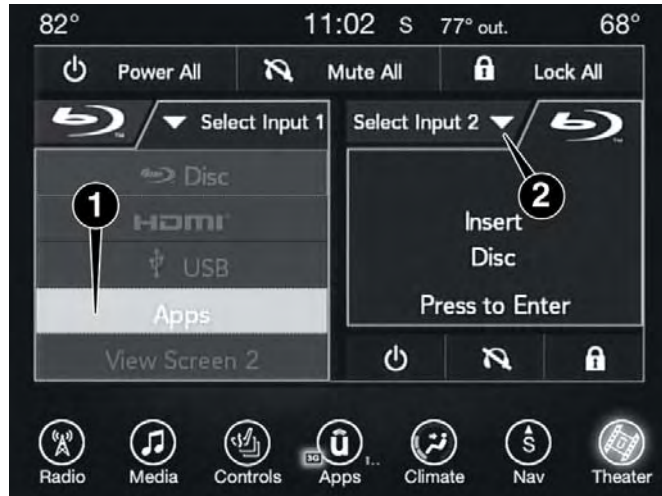 82° 11:02 S 77° out. 68°
Power All Mute All Lock All
Select Input 1 Select Input 2
Disc
1 2
HDMI
Insert
USB
Disc
Apps
Press to Enter
View Screen 2
3G 1..
S
Radio Media Controls Apps Climate Nav Theater